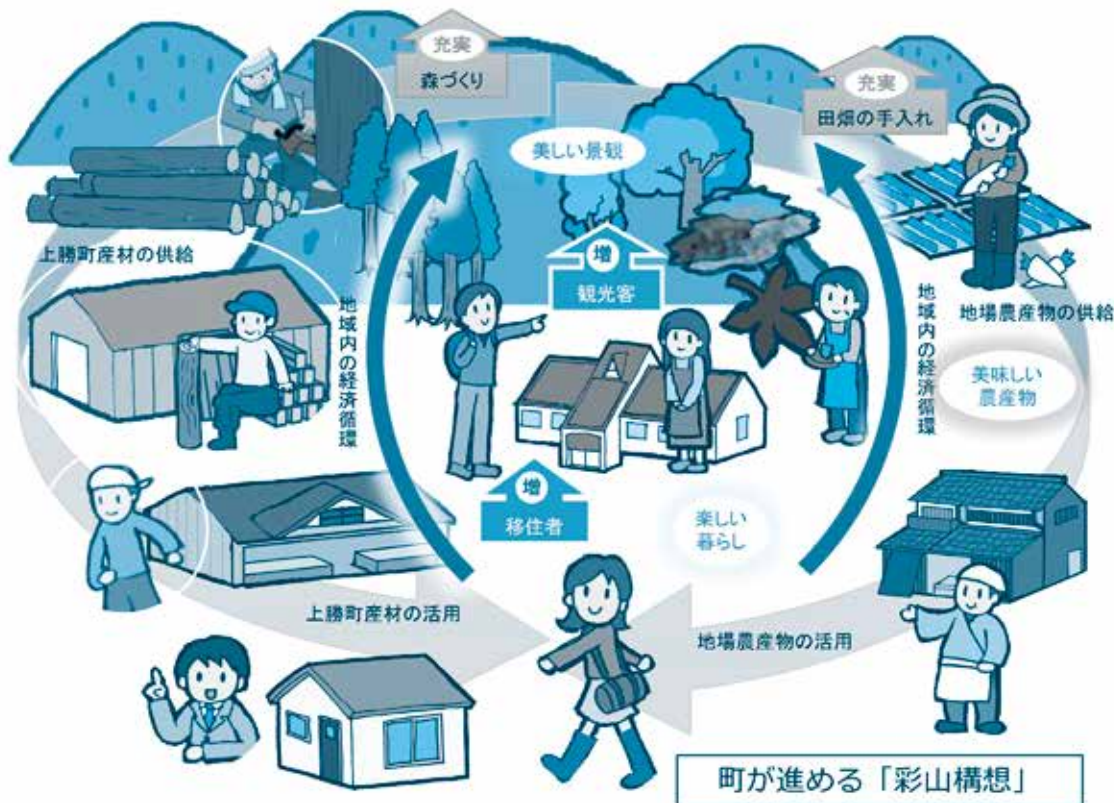 充実
森づくり
充実
田畑の手入れ
美しい景観
上勝町産材の供給
増
観光客
地域内の経済循環
地域内の経済循環
地場農産物の供給
美味しい
農産物
増
移住者
楽しい
暮らし
上勝町産材の活用
地場農産物の活用
町が進める「彩山構想」